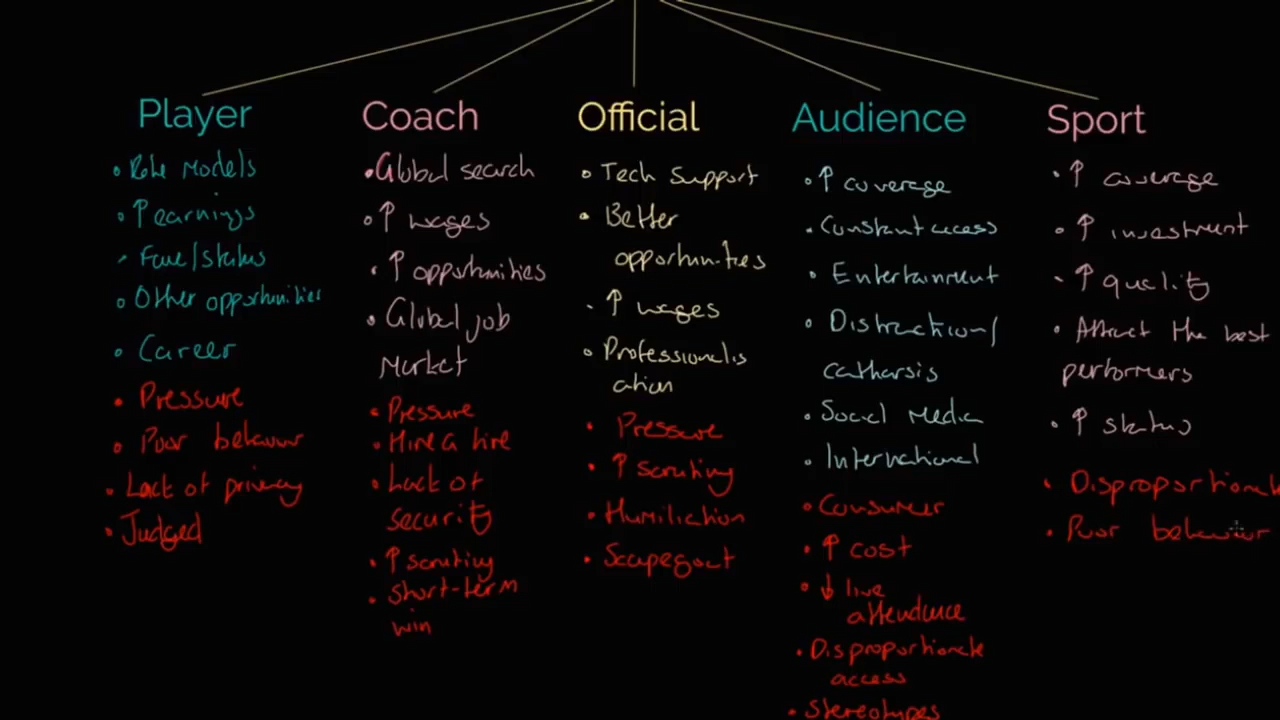 Player
• Role Models
• ↑ earnings
• Fame/status
• Other opportunities
• Career
• Pressure
• Poor behaviour
• Lack of privacy
• Judged
Coach
• Global search
• ↑ wages
• ↑ opportunities
• Global job
Market
• Pressure
• Hire a fire
• Lack of
security
• ↑ scrutiny
• Short-term
win
Official
• Tech Support
• Better
opportunities
• ↑ wages
• Professionalis
ation
• Pressure
• ↑ scrutiny
• Humiliation
• Scapegoat
Audience
• ↑ coverage
• Constant access
• Entertainment
• Distraction/
catharsis
• Social Media
• International
• Consumer
• ↑ cost
• ↓ live
attendance
• Disproportionate
access
• Stereotypes
Sport
• ↑ coverage
• ↑ investment
• ↑ quality
• Attract the best
performers
• ↑ status
• Disproportionate
• Poor behaviour